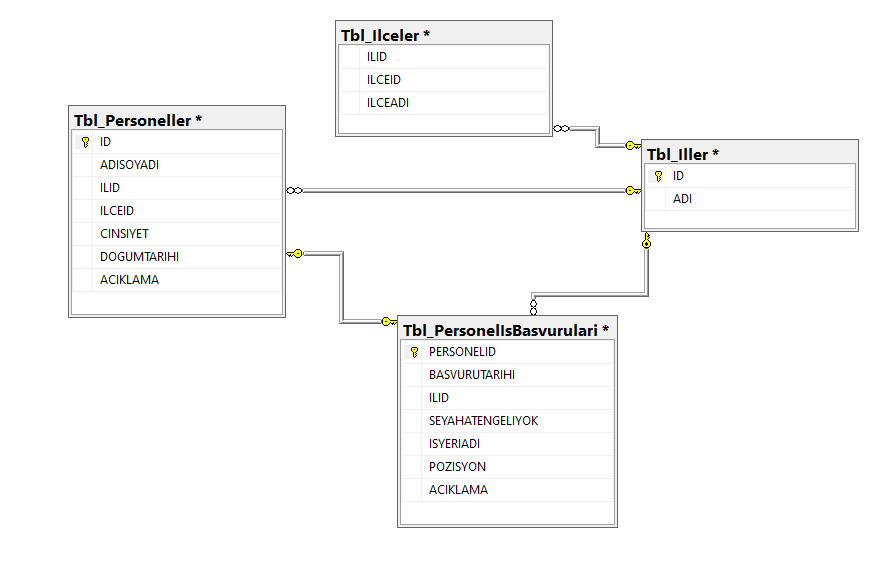 Tbl_Ilceler *
ILID
ILCEID
ILCEADI
Tbl_Personeller *
ID
ADISOYADI
ILID
ILCEID
CINSIYET
DOGUMTARIHI
ACIKLAMA
Tbl_Iller *
ID
ADI
Tbl_PersonelIsBasvurulari *
PERSONELID
BASVURUTARIHI
ILID
SEYAHATENGELIYOK
ISYERIADI
POZISYON
ACIKLAMA